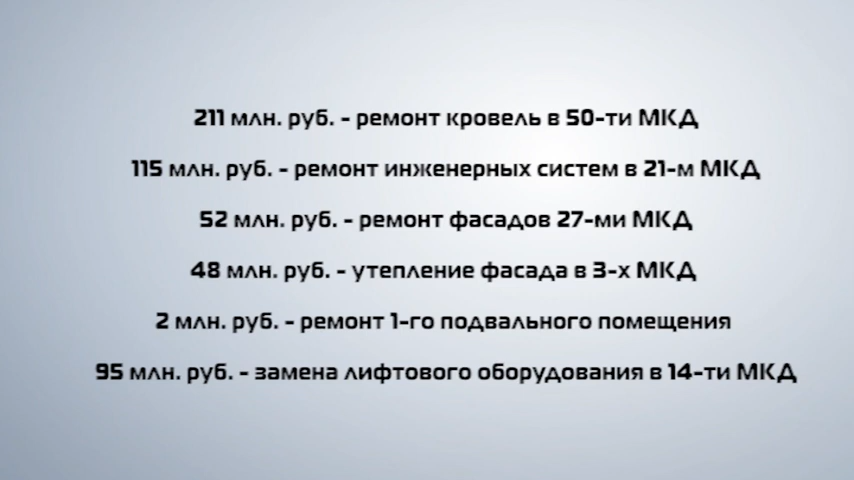 211 млн. руб. - ремонт кровель в 50-ти МКД
115 млн. руб. - ремонт инженерных систем в 21-м МКД
52 млн. руб. - ремонт фасадов 27-ми МКД
48 млн. руб. - утепление фасада в 3-х МКД
2 млн. руб. - ремонт 1-го подвального помещения
95 млн. руб. - замена лифтового оборудования в 14-ти МКД